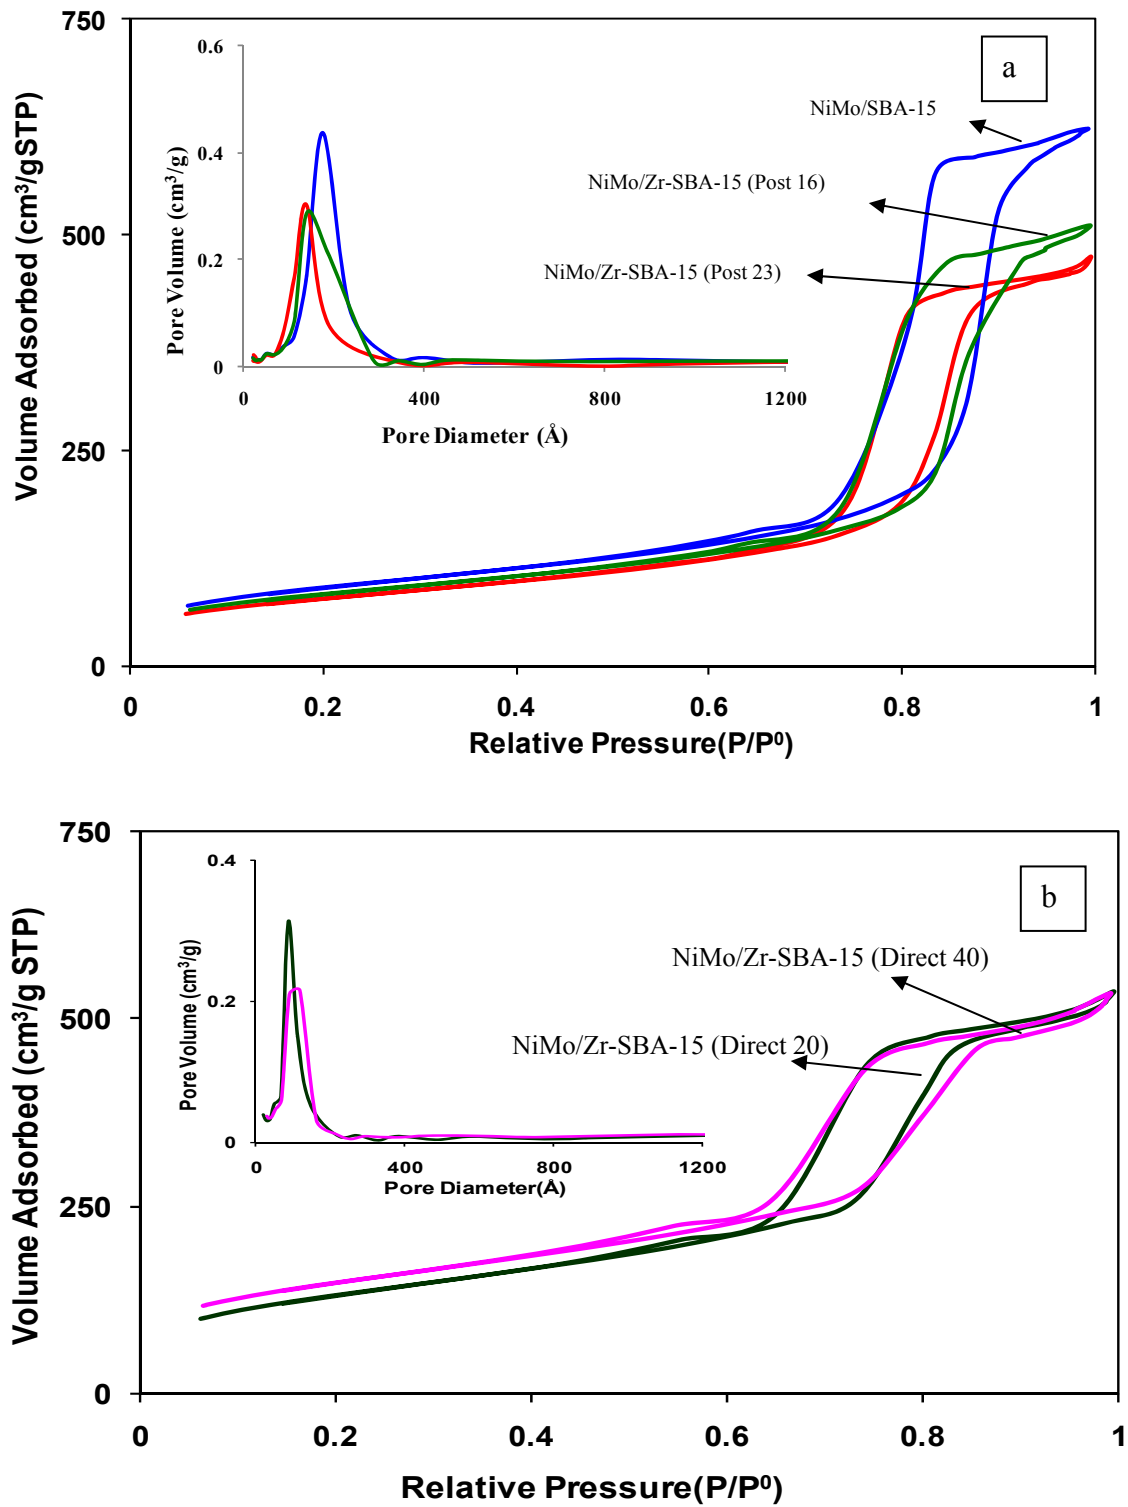 750
500
250
0
Volume Adsorbed (cm³/gSTP)
0.6
0.4
0.2
0
Pore Volume (cm³/g)
0 400 800 1200
Pore Diameter (Å)
a
NiMo/SBA-15
NiMo/Zr-SBA-15 (Post 16)
NiMo/Zr-SBA-15 (Post 23)
0 0.2 0.4 0.6 0.8 1
Relative Pressure(P/P⁰)
750
500
250
0
Volume Adsorbed (cm³/g STP)
0.4
0.2
0
Pore Volume (cm³/g)
0 400 800 1200
Pore Diameter(Å)
b
NiMo/Zr-SBA-15 (Direct 40)
NiMo/Zr-SBA-15 (Direct 20)
0 0.2 0.4 0.6 0.8 1
Relative Pressure(P/P⁰)